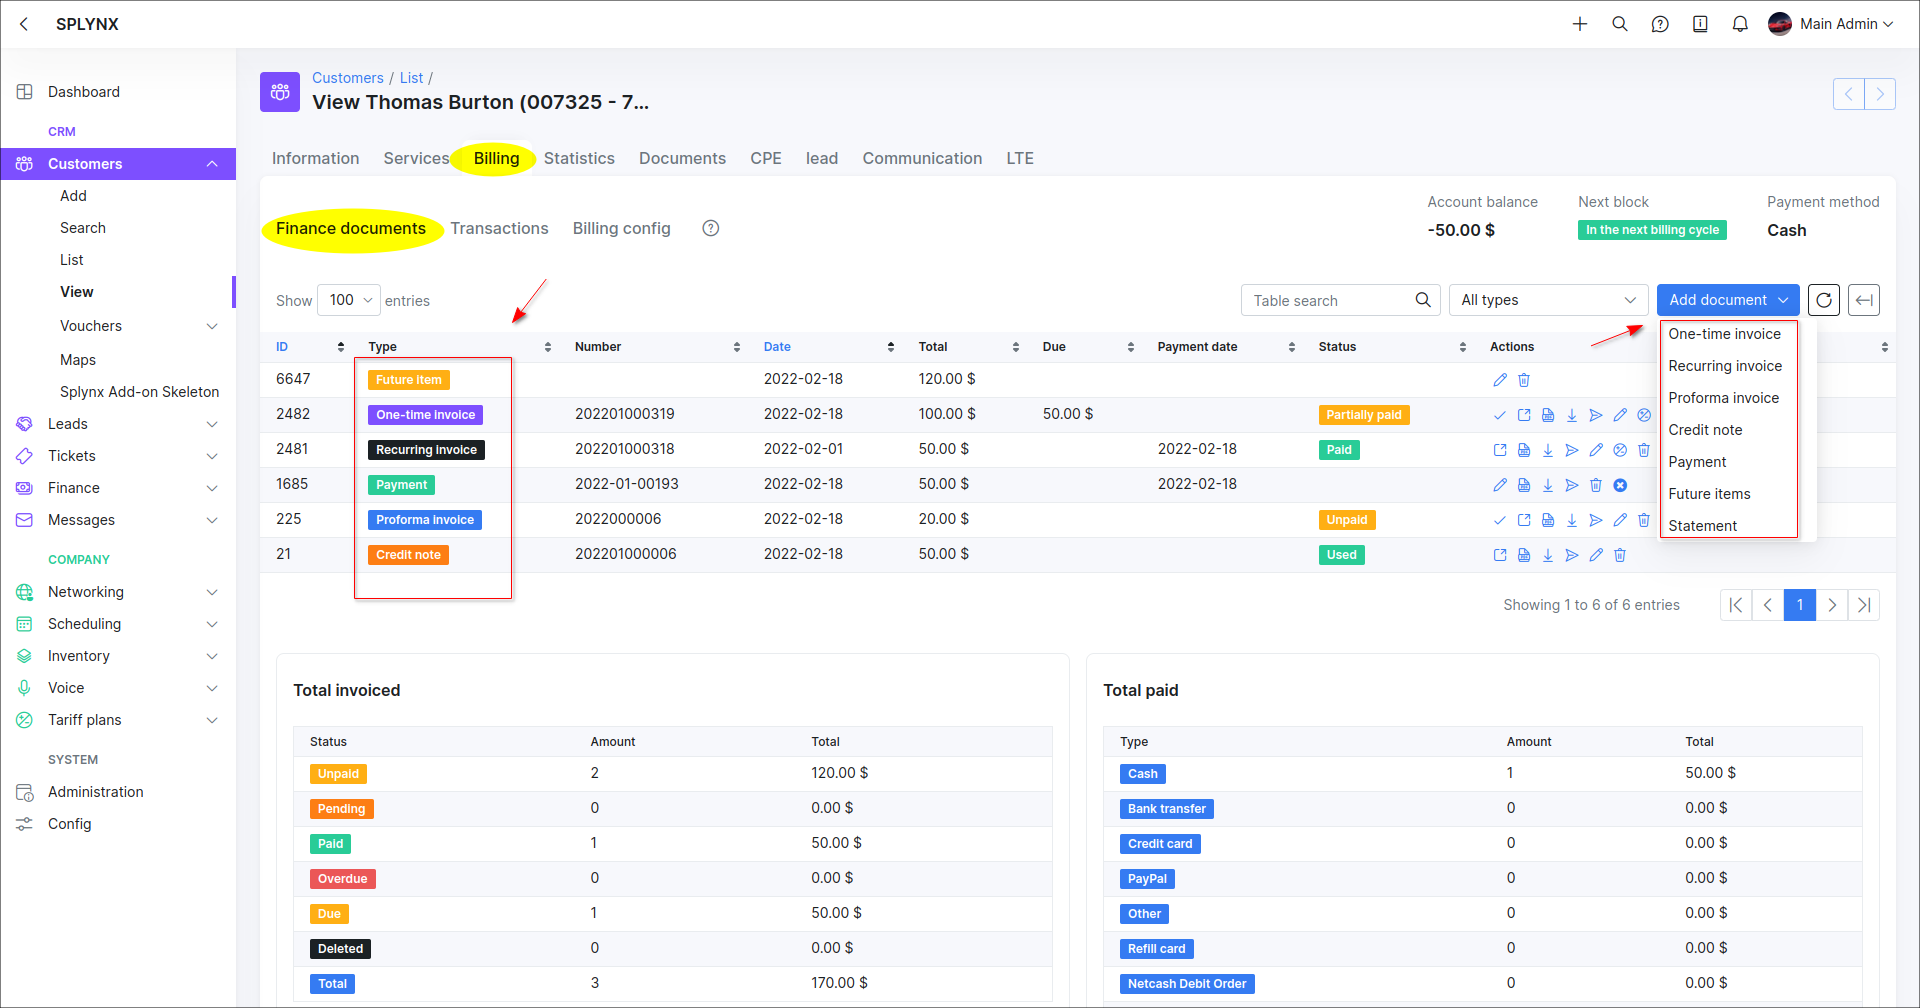 SPLYNX
Main Admin
Dashboard
CRM
Customers
Add
Search
List
View
Vouchers
Maps
Splynx Add-on Skeleton
Leads
Tickets
Finance
Messages
COMPANY
Networking
Scheduling
Inventory
Voice
Tariff plans
SYSTEM
Administration
Config
Customers / List /
View Thomas Burton (007325 - 7...
Information Services Billing Statistics Documents CPE lead Communication LTE
Finance documents Transactions Billing config
Account balance Next block Payment method
-50.00 $ In the next billing cycle Cash
Show 100 entries
Table search All types Add document
One-time invoice
Recurring invoice
Proforma invoice
Credit note
Payment
Future items
Statement
ID Type Number Date Total Due Payment date Status Actions
6647 Future item 2022-02-18 120.00 $
2482 One-time invoice 202201000319 2022-02-18 100.00 $ 50.00 $ Partially paid
2481 Recurring invoice 202201000318 2022-02-01 50.00 $ 2022-02-18 Paid
1685 Payment 2022-01-00193 2022-02-18 50.00 $ 2022-02-18
225 Proforma invoice 2022000006 2022-02-18 20.00 $ Unpaid
21 Credit note 202201000006 2022-02-18 50.00 $ Used
Showing 1 to 6 of 6 entries 1
Total invoiced
Status Amount Total
Unpaid 2 120.00 $
Pending 0 0.00 $
Paid 1 50.00 $
Overdue 0 0.00 $
Due 1 50.00 $
Deleted 0 0.00 $
Total 3 170.00 $
Total paid
Type Amount Total
Cash 1 50.00 $
Bank transfer 0 0.00 $
Credit card 0 0.00 $
PayPal 0 0.00 $
Other 0 0.00 $
Refill card 0 0.00 $
Netcash Debit Order 0 0.00 $